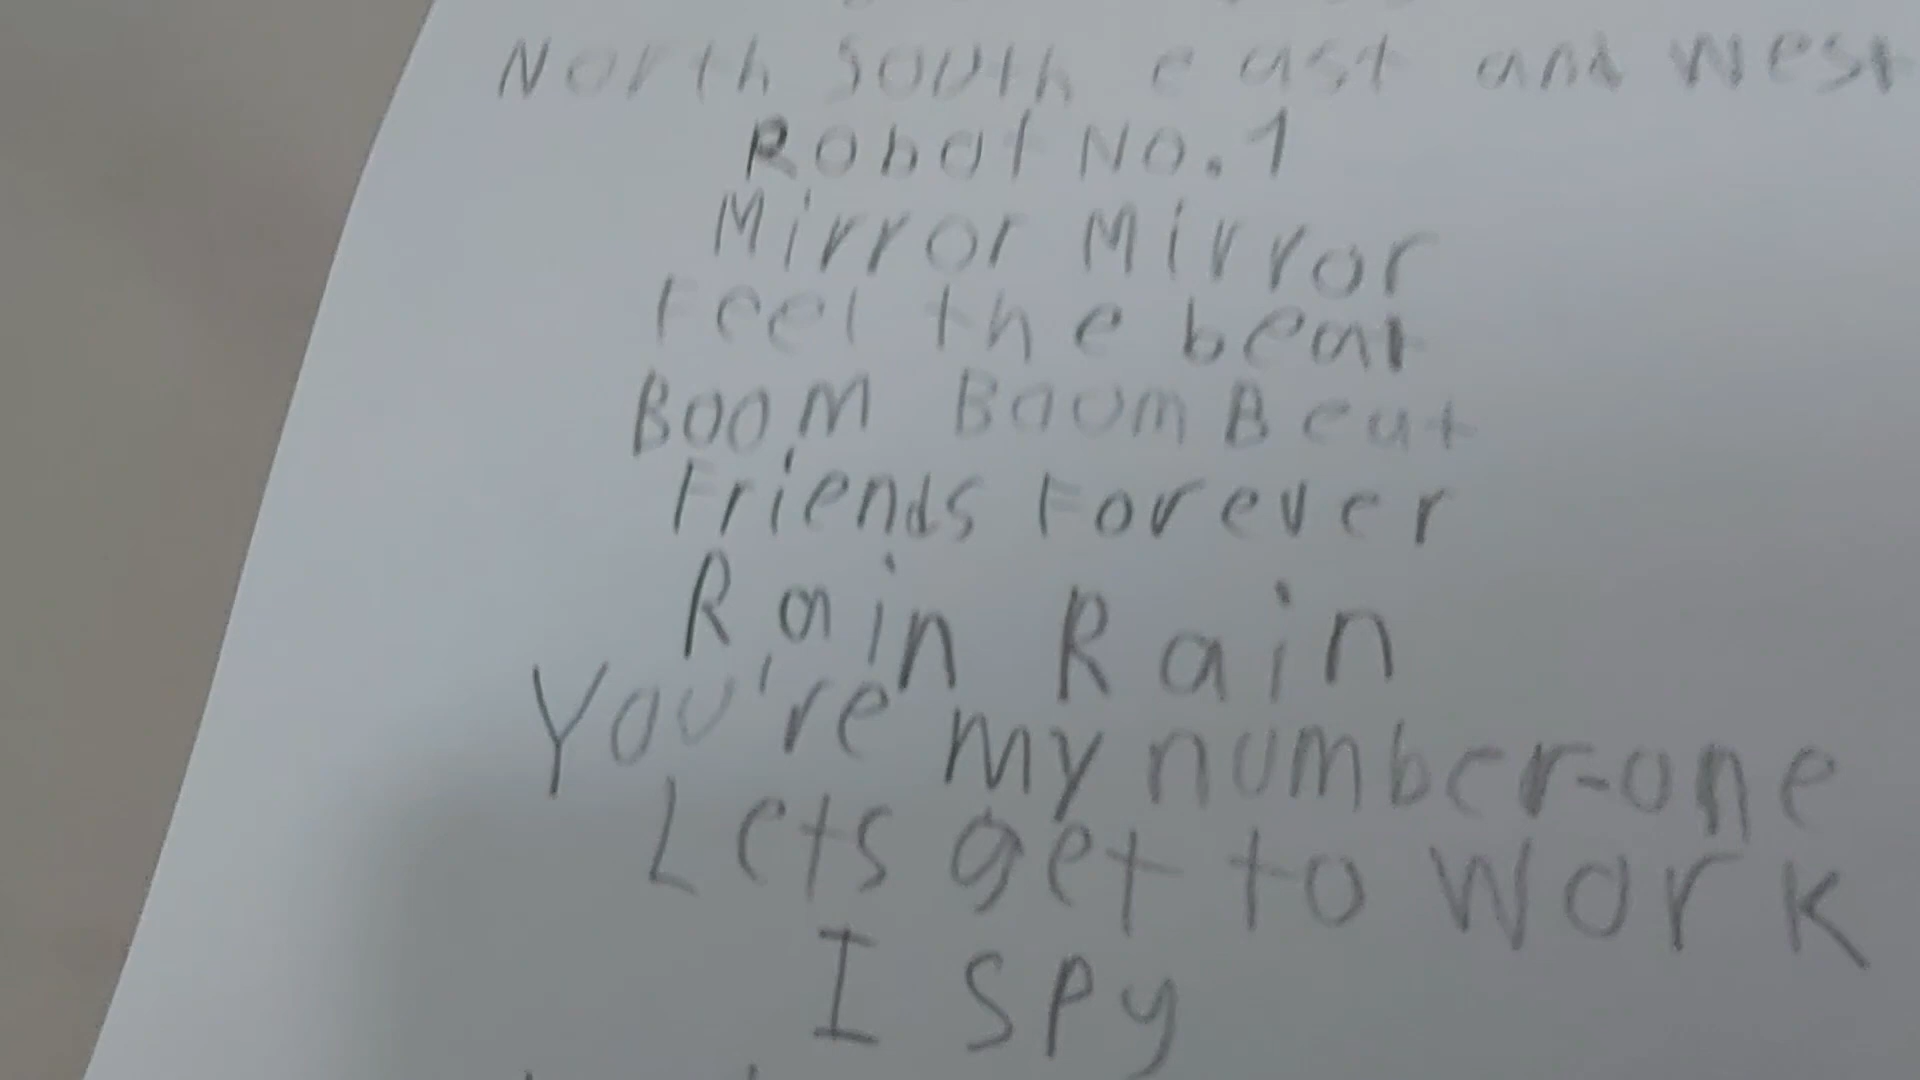 North South east and west
Robot No.1
Mirror Mirror
Feel the beat
Boom Boom Beat
Friends Forever
Rain Rain
You're my number-one
Lets get to work
I spy